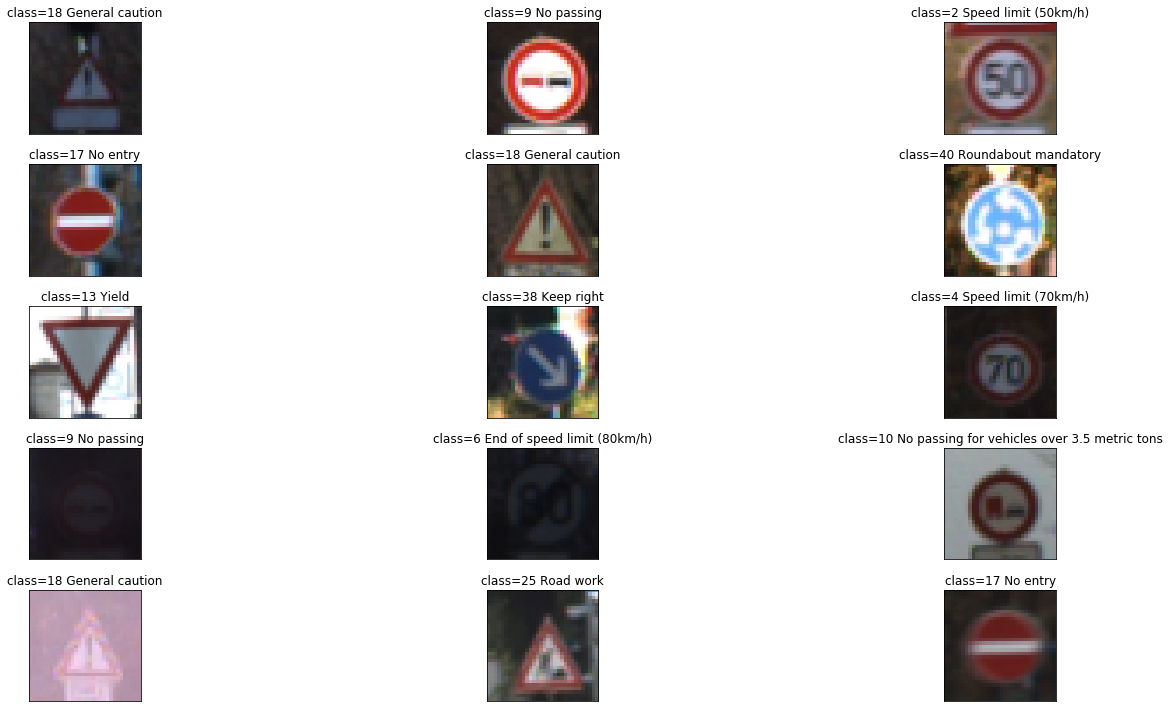 class=18 General caution
class=9 No passing
class=2 Speed limit (50km/h)
50
class=17 No entry
class=18 General caution
class=40 Roundabout mandatory
class=13 Yield
class=38 Keep right
class=4 Speed limit (70km/h)
70
class=9 No passing
class=6 End of speed limit (80km/h)
class=10 No passing for vehicles over 3.5 metric tons
80
class=18 General caution
class=25 Road work
class=17 No entry